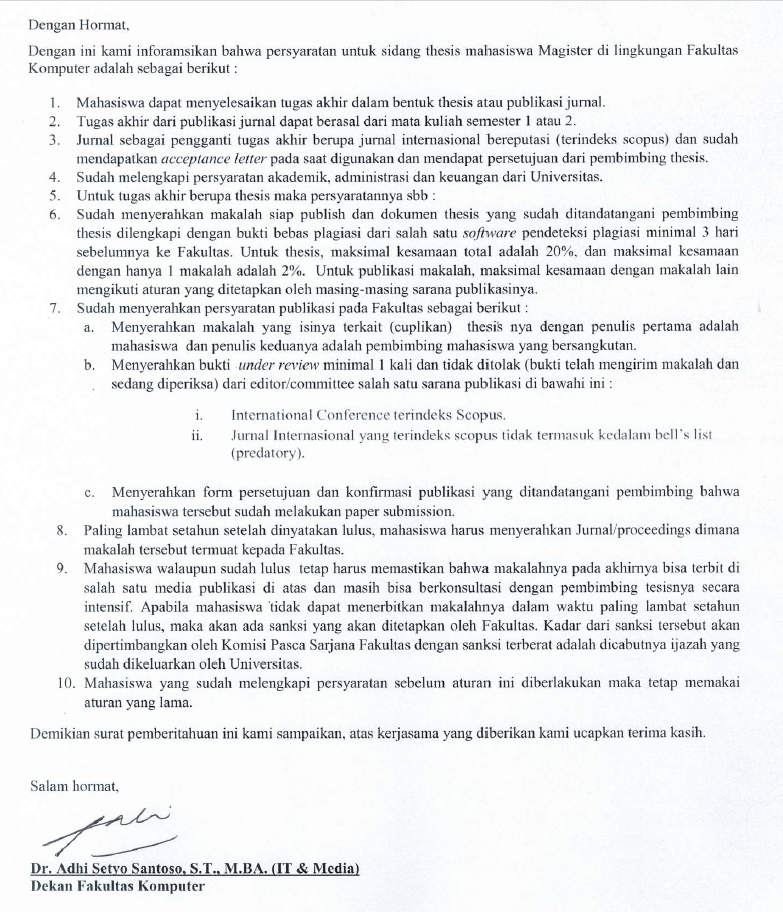 Dengan Hormat,
Dengan ini kami inforamsikan bahwa persyaratan untuk sidang thesis mahasiswa Magister di lingkungan Fakultas
Komputer adalah sebagai berikut :
1. Mahasiswa dapat menyelesaikan tugas akhir dalam bentuk thesis atau publikasi jurnal.
2. Tugas akhir dari publikasi jurnal dapat berasal dari mata kuliah semester 1 atau 2.
3. Jurnal sebagai pengganti tugas akhir berupa jurnal internasional bereputasi (terindeks scopus) dan sudah
mendapatkan acceptance letter pada saat digunakan dan mendapat persetujuan dari pembimbing thesis.
4. Sudah melengkapi persyaratan akademik, administrasi dan keuangan dari Universitas.
5. Untuk tugas akhir berupa thesis maka persyaratannya sbb :
6. Sudah menyerahkan makalah siap publish dan dokumen thesis yang sudah ditandatangani pembimbing
thesis dilengkapi dengan bukti bebas plagiasi dari salah satu software pendeteksi plagiasi minimal 3 hari
sebelumnya ke Fakultas. Untuk thesis, maksimal kesamaan total adalah 20%, dan maksimal kesamaan
dengan hanya 1 makalah adalah 2%. Untuk publikasi makalah, maksimal kesamaan dengan makalah lain
mengikuti aturan yang ditetapkan oleh masing-masing sarana publikasinya.
7. Sudah menyerahkan persyaratan publikasi pada Fakultas sebagai berikut :
a. Menyerahkan makalah yang isinya terkait (cuplikan) thesis nya dengan penulis pertama adalah
mahasiswa dan penulis keduanya adalah pembimbing mahasiswa yang bersangkutan.
b. Menyerahkan bukti under review minimal 1 kali dan tidak ditolak (bukti telah mengirim makalah dan
sedang diperiksa) dari editor/committee salah satu sarana publikasi di bawahi ini :
i. International Conference terindeks Scopus.
ii. Jurnal Internasional yang terindeks scopus tidak termasuk kedalam bell's list
(predatory).
c. Menyerahkan form persetujuan dan konfirmasi publikasi yang ditandatangani pembimbing bahwa
mahasiswa tersebut sudah melakukan paper submission.
8. Paling lambat setahun setelah dinyatakan lulus, mahasiswa harus menyerahkan Jurnal/proceedings dimana
makalah tersebut termuat kepada Fakultas.
9. Mahasiswa walaupun sudah lulus tetap harus memastikan bahwa makalahnya pada akhirnya bisa terbit di
salah satu media publikasi di atas dan masih bisa berkonsultasi dengan pembimbing tesisnya secara
intensif. Apabila mahasiswa tidak dapat menerbitkan makalahnya dalam waktu paling lambat setahun
setelah lulus, maka akan ada sanksi yang akan ditetapkan oleh Fakultas. Kadar dari sanksi tersebut akan
dipertimbangkan oleh Komisi Pasca Sarjana Fakultas dengan sanksi terberat adalah dicabutnya ijazah yang
sudah dikeluarkan oleh Universitas.
10. Mahasiswa yang sudah melengkapi persyaratan sebelum aturan ini diberlakukan maka tetap memakai
aturan yang lama.
Demikian surat pemberitahuan ini kami sampaikan, atas kerjasama yang diberikan kami ucapkan terima kasih.
Salam hormat,
Dr. Adhi Setyo Santoso, S.T., M.BA. (IT & Media)
Dekan Fakultas Komputer